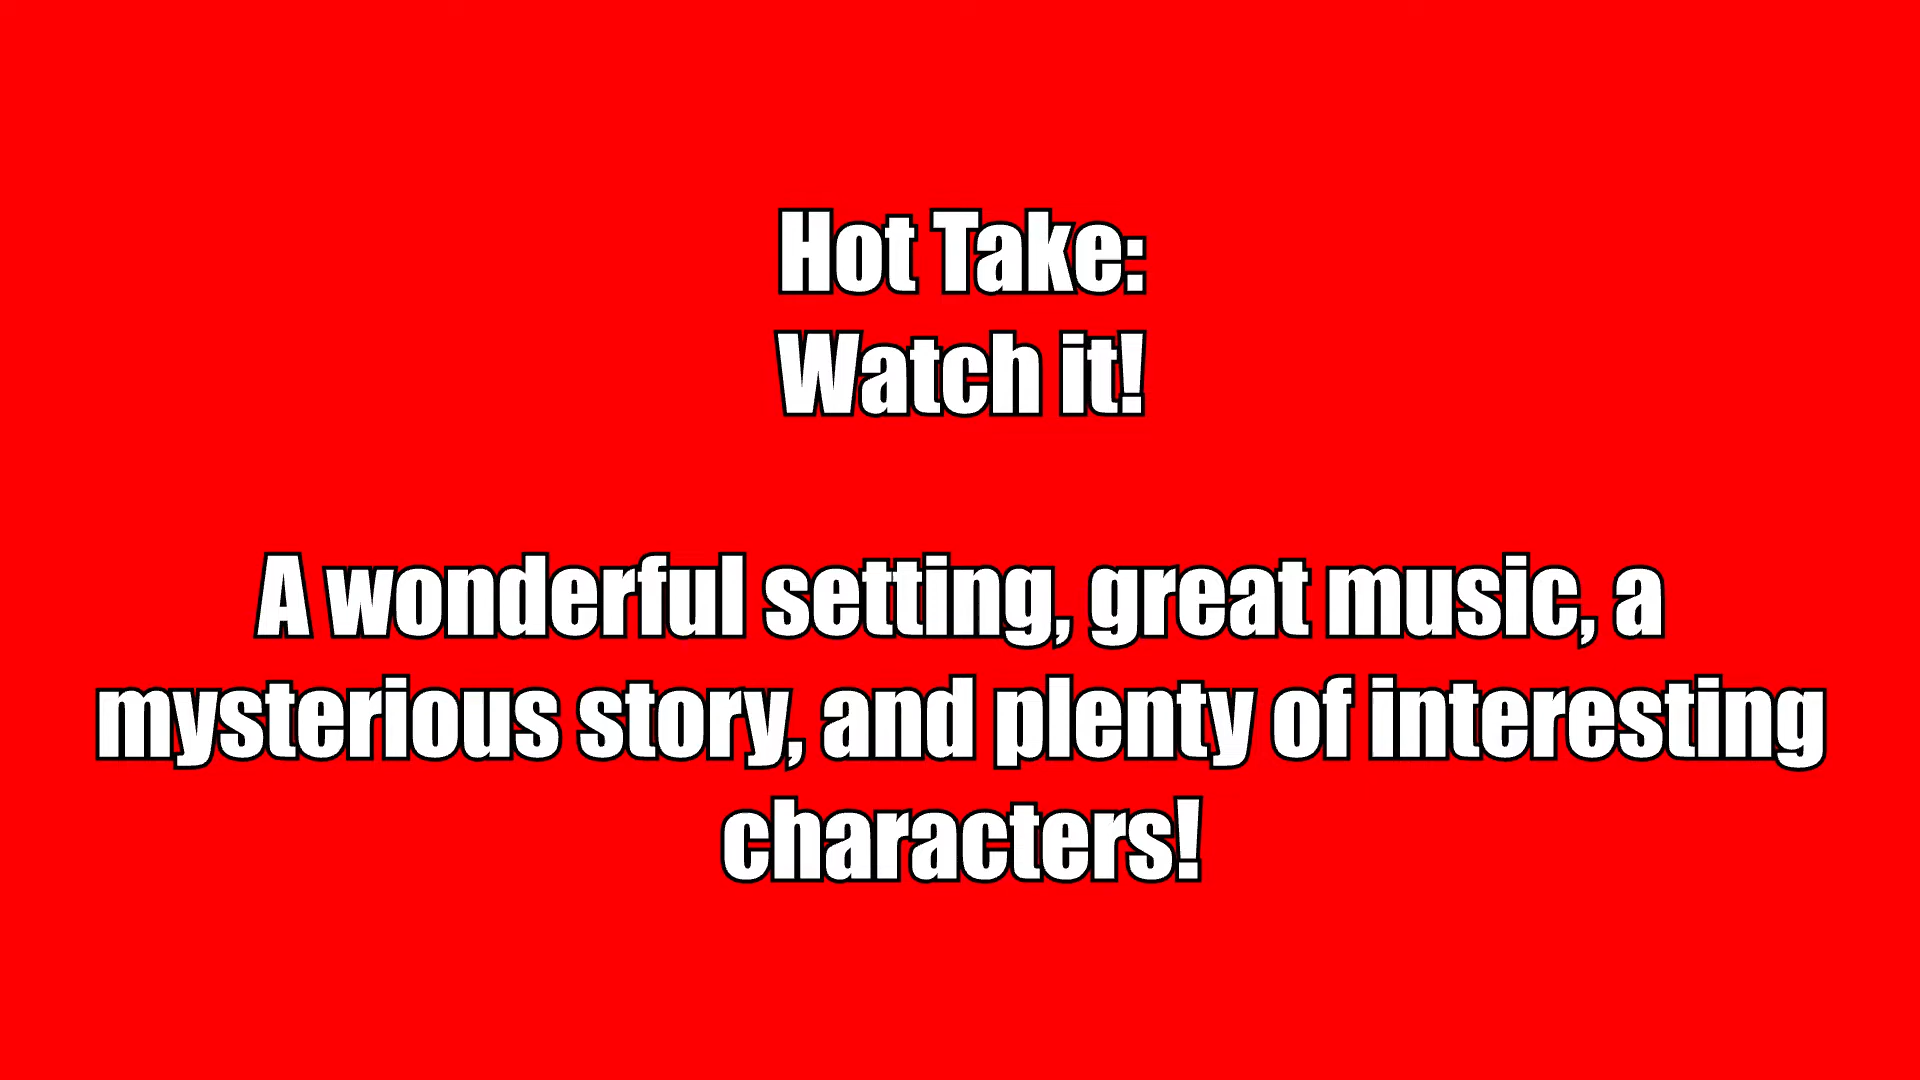 Hot Take:
Watch it!
A wonderful setting, great music, a
mysterious story, and plenty of interesting
characters!